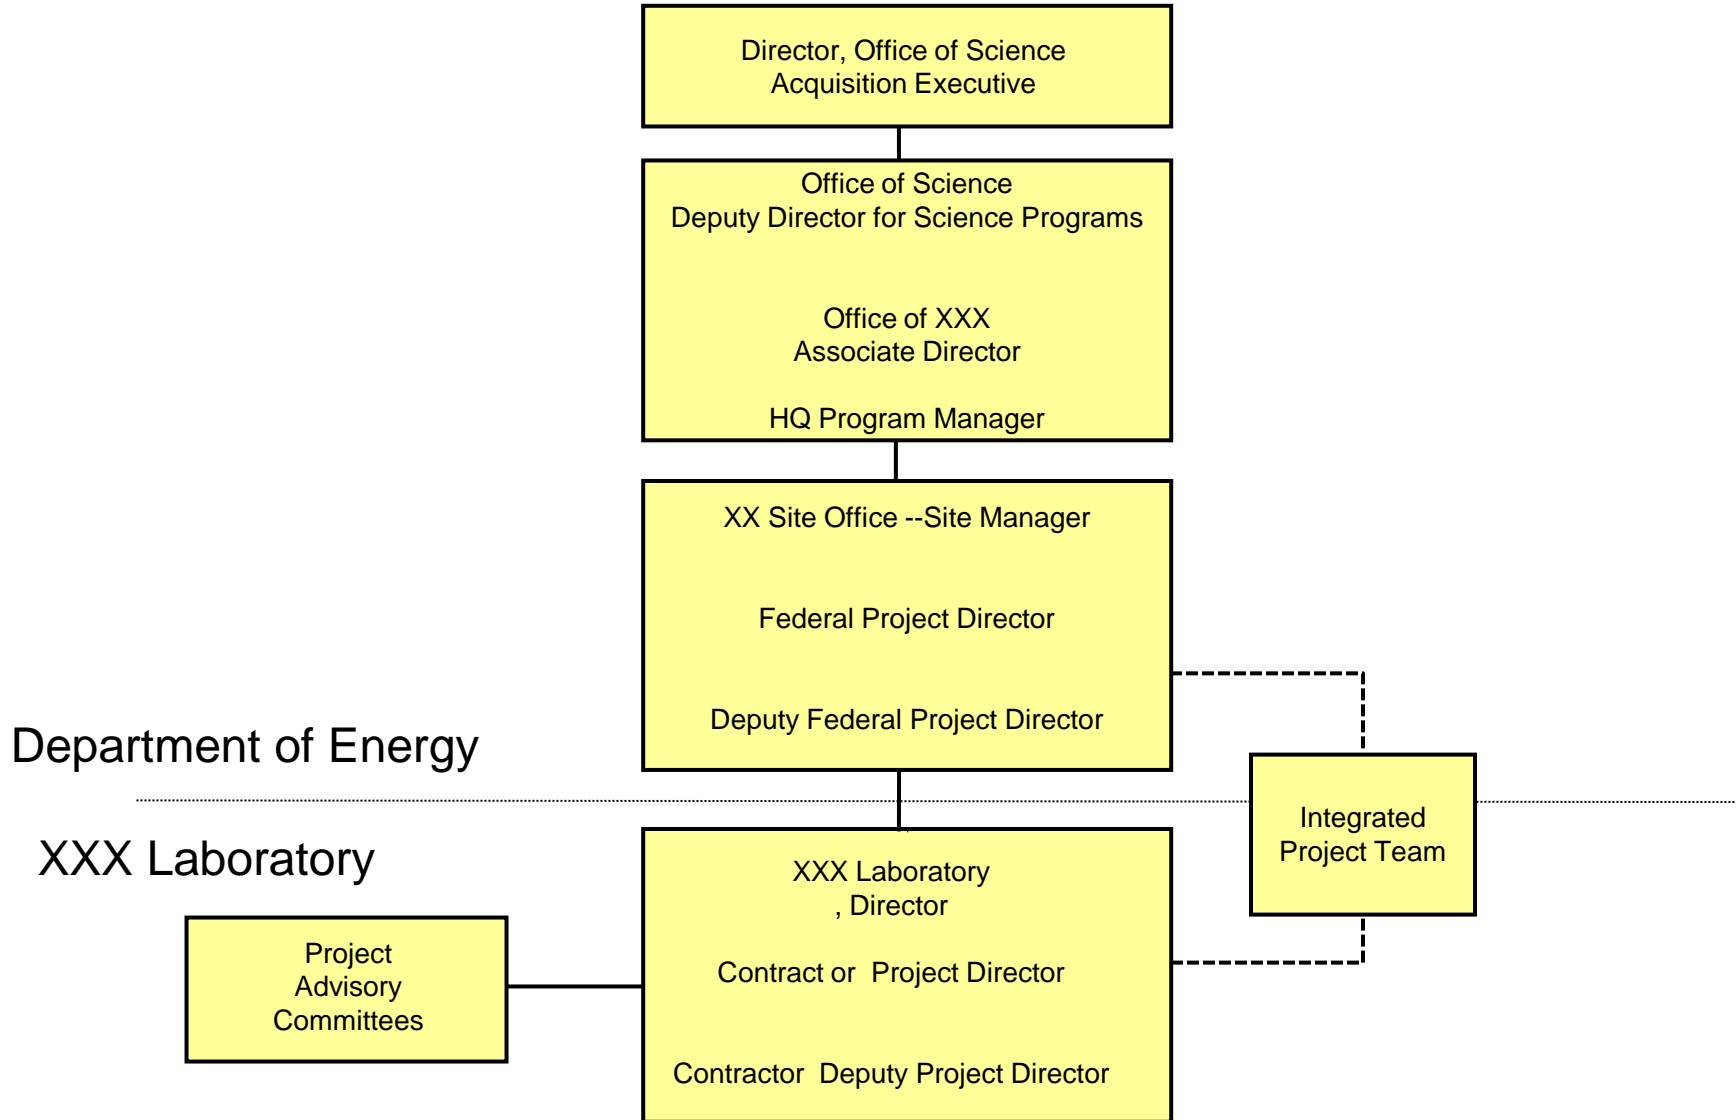 Director, Office of Science
Acquisition Executive
Office of Science
Deputy Director for Science Programs
Office of XXX
Associate Director
HQ Program Manager
XX Site Office --Site Manager
Federal Project Director
Deputy Federal Project Director
Department of Energy
Integrated
Project Team
XXX Laboratory
XXX Laboratory
, Director
Contract or  Project Director
Contractor  Deputy Project Director
Project
Advisory
Committees